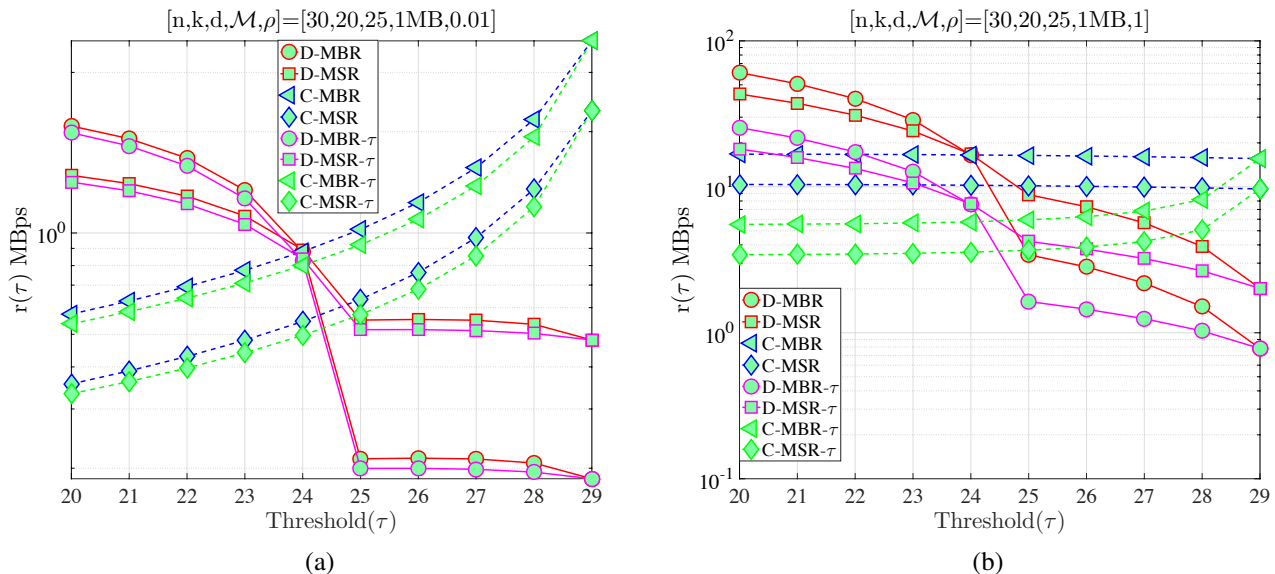 [n,k,d,ℳ,ρ]=[30,20,25,1MB,0.01]
D-MBR
D-MSR
C-MBR
C-MSR
D-MBR-τ
D-MSR-τ
C-MBR-τ
C-MSR-τ
10⁰
r(τ) MBps
20 21 22 23 24 25 26 27 28 29
Threshold(τ)
(a)
[n,k,d,ℳ,ρ]=[30,20,25,1MB,1]
10²
10¹
10⁰
10⁻¹
r(τ) MBps
D-MBR
D-MSR
C-MBR
C-MSR
D-MBR-τ
D-MSR-τ
C-MBR-τ
C-MSR-τ
20 21 22 23 24 25 26 27 28 29
Threshold(τ)
(b)